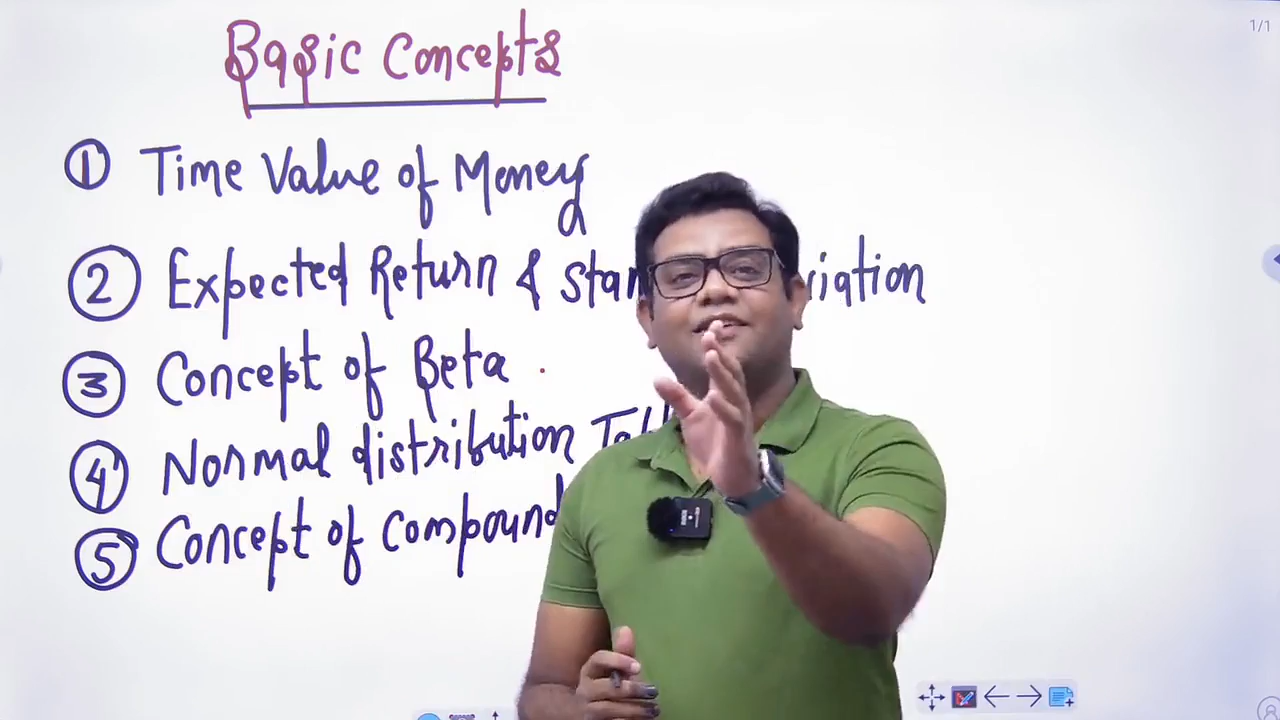 1/1
Basic Concepts
① Time Value of Money
② Expected Return & Stan iation
③ Concept of Beta
④ Normal distribution Tabl
⑤ Concept of Compound